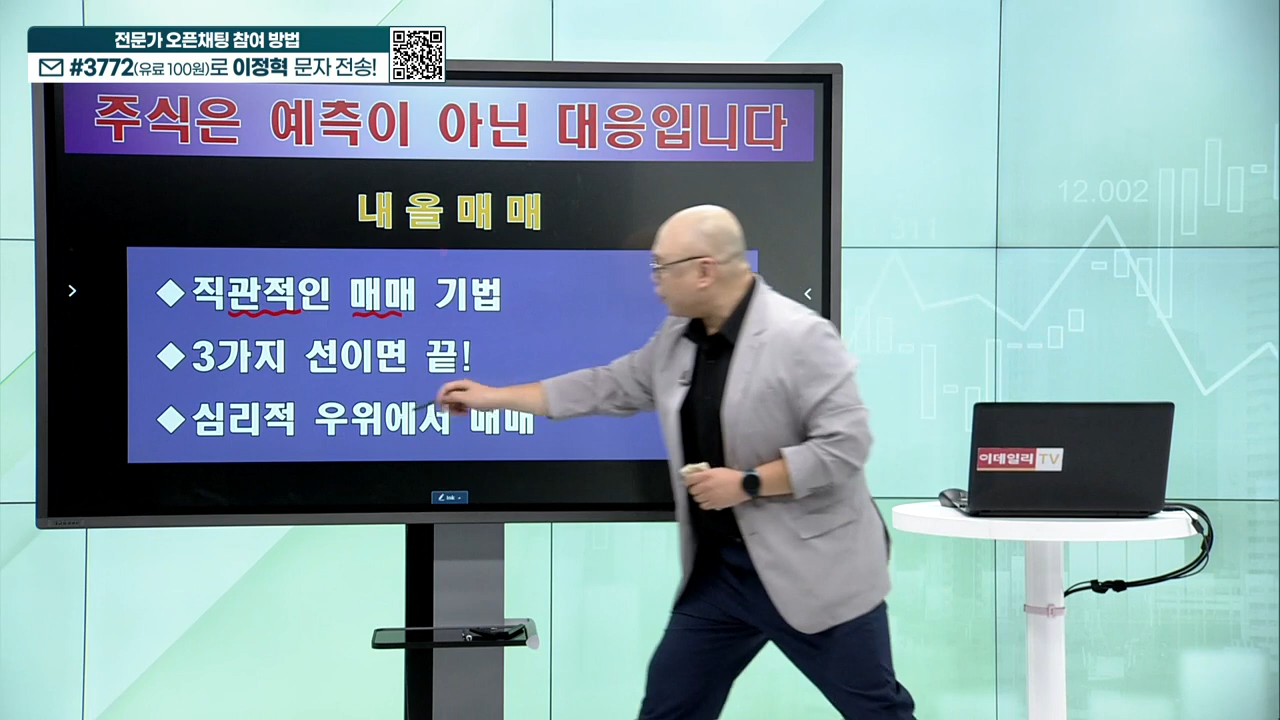 전문가 오픈채팅 참여 방법
#3772(유료 100원)로 이정혁 문자 전송!
주식은 예측이 아닌 대응입니다
내올매매
◆직관적인 매매 기법
◆3가지 선이면 끝!
◆심리적 우위에서 매매
Ink
12.002
311
이데일리TV